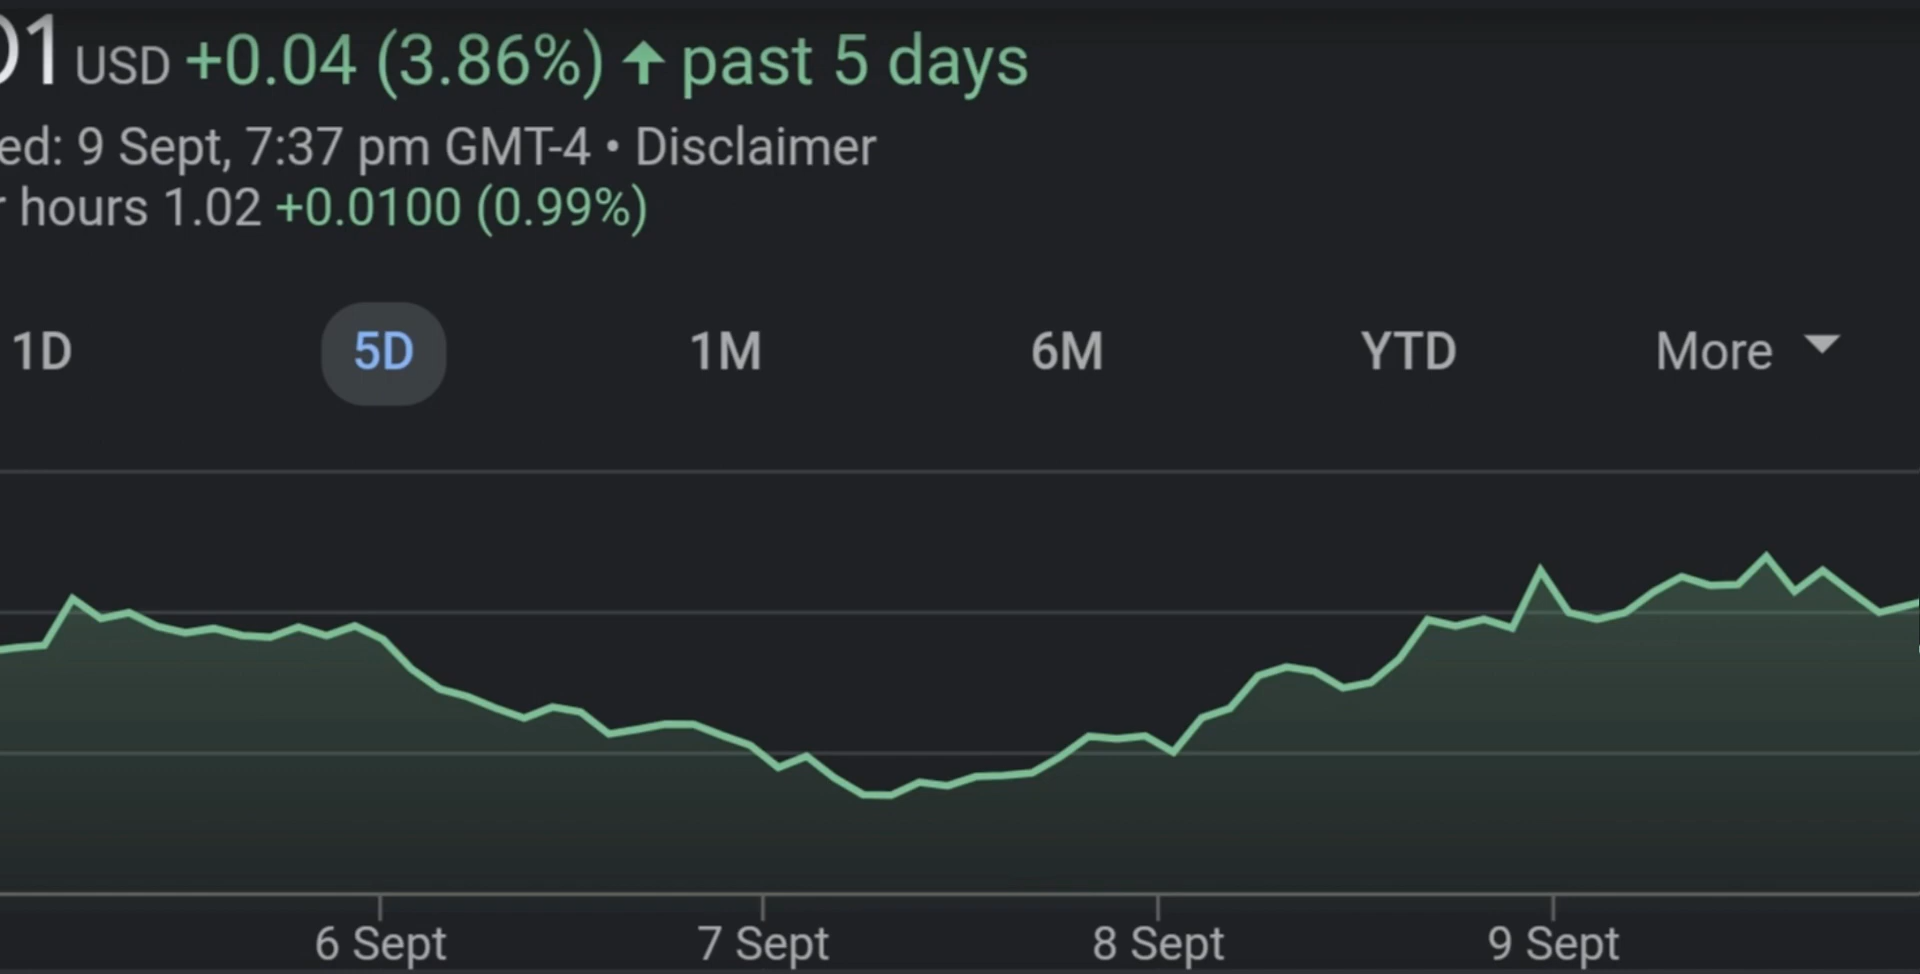 01 USD +0.04 (3.86%) ↑ past 5 days
ed: 9 Sept, 7:37 pm GMT-4 • Disclaimer
r hours 1.02 +0.0100 (0.99%)
1D 5D 1M 6M YTD More
6 Sept 7 Sept 8 Sept 9 Sept